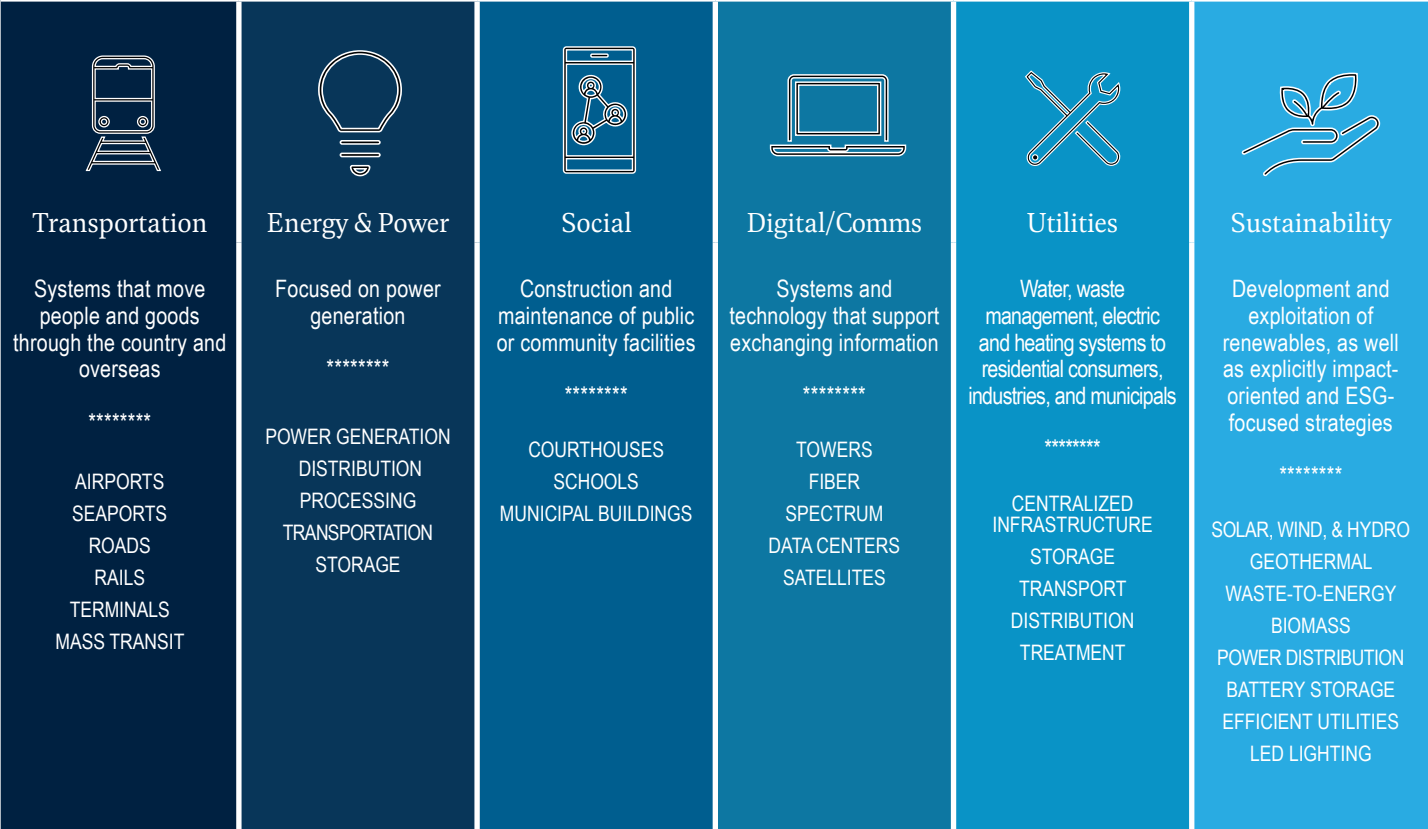 Transportation
Systems that move
people and goods
through the country and
overseas
********
AIRPORTS
SEAPORTS
ROADS
RAILS
TERMINALS
MASS TRANSIT
Energy & Power
Focused on power
generation
********
POWER GENERATION
DISTRIBUTION
PROCESSING
TRANSPORTATION
STORAGE
Social
Construction and
maintenance of public
or community facilities
********
COURTHOUSES
SCHOOLS
MUNICIPAL BUILDINGS
Digital/Comms
Systems and
technology that support
exchanging information
********
TOWERS
FIBER
SPECTRUM
DATA CENTERS
SATELLITES
Utilities
Water, waste
management, electric
and heating systems to
residential consumers,
industries, and municipals
********
CENTRALIZED
INFRASTRUCTURE
STORAGE
TRANSPORT
DISTRIBUTION
TREATMENT
Sustainability
Development and
exploitation of
renewables, as well
as explicitly impact-
oriented and ESG-
focused strategies
********
SOLAR, WIND, & HYDRO
GEOTHERMAL
WASTE-TO-ENERGY
BIOMASS
POWER DISTRIBUTION
BATTERY STORAGE
EFFICIENT UTILITIES
LED LIGHTING